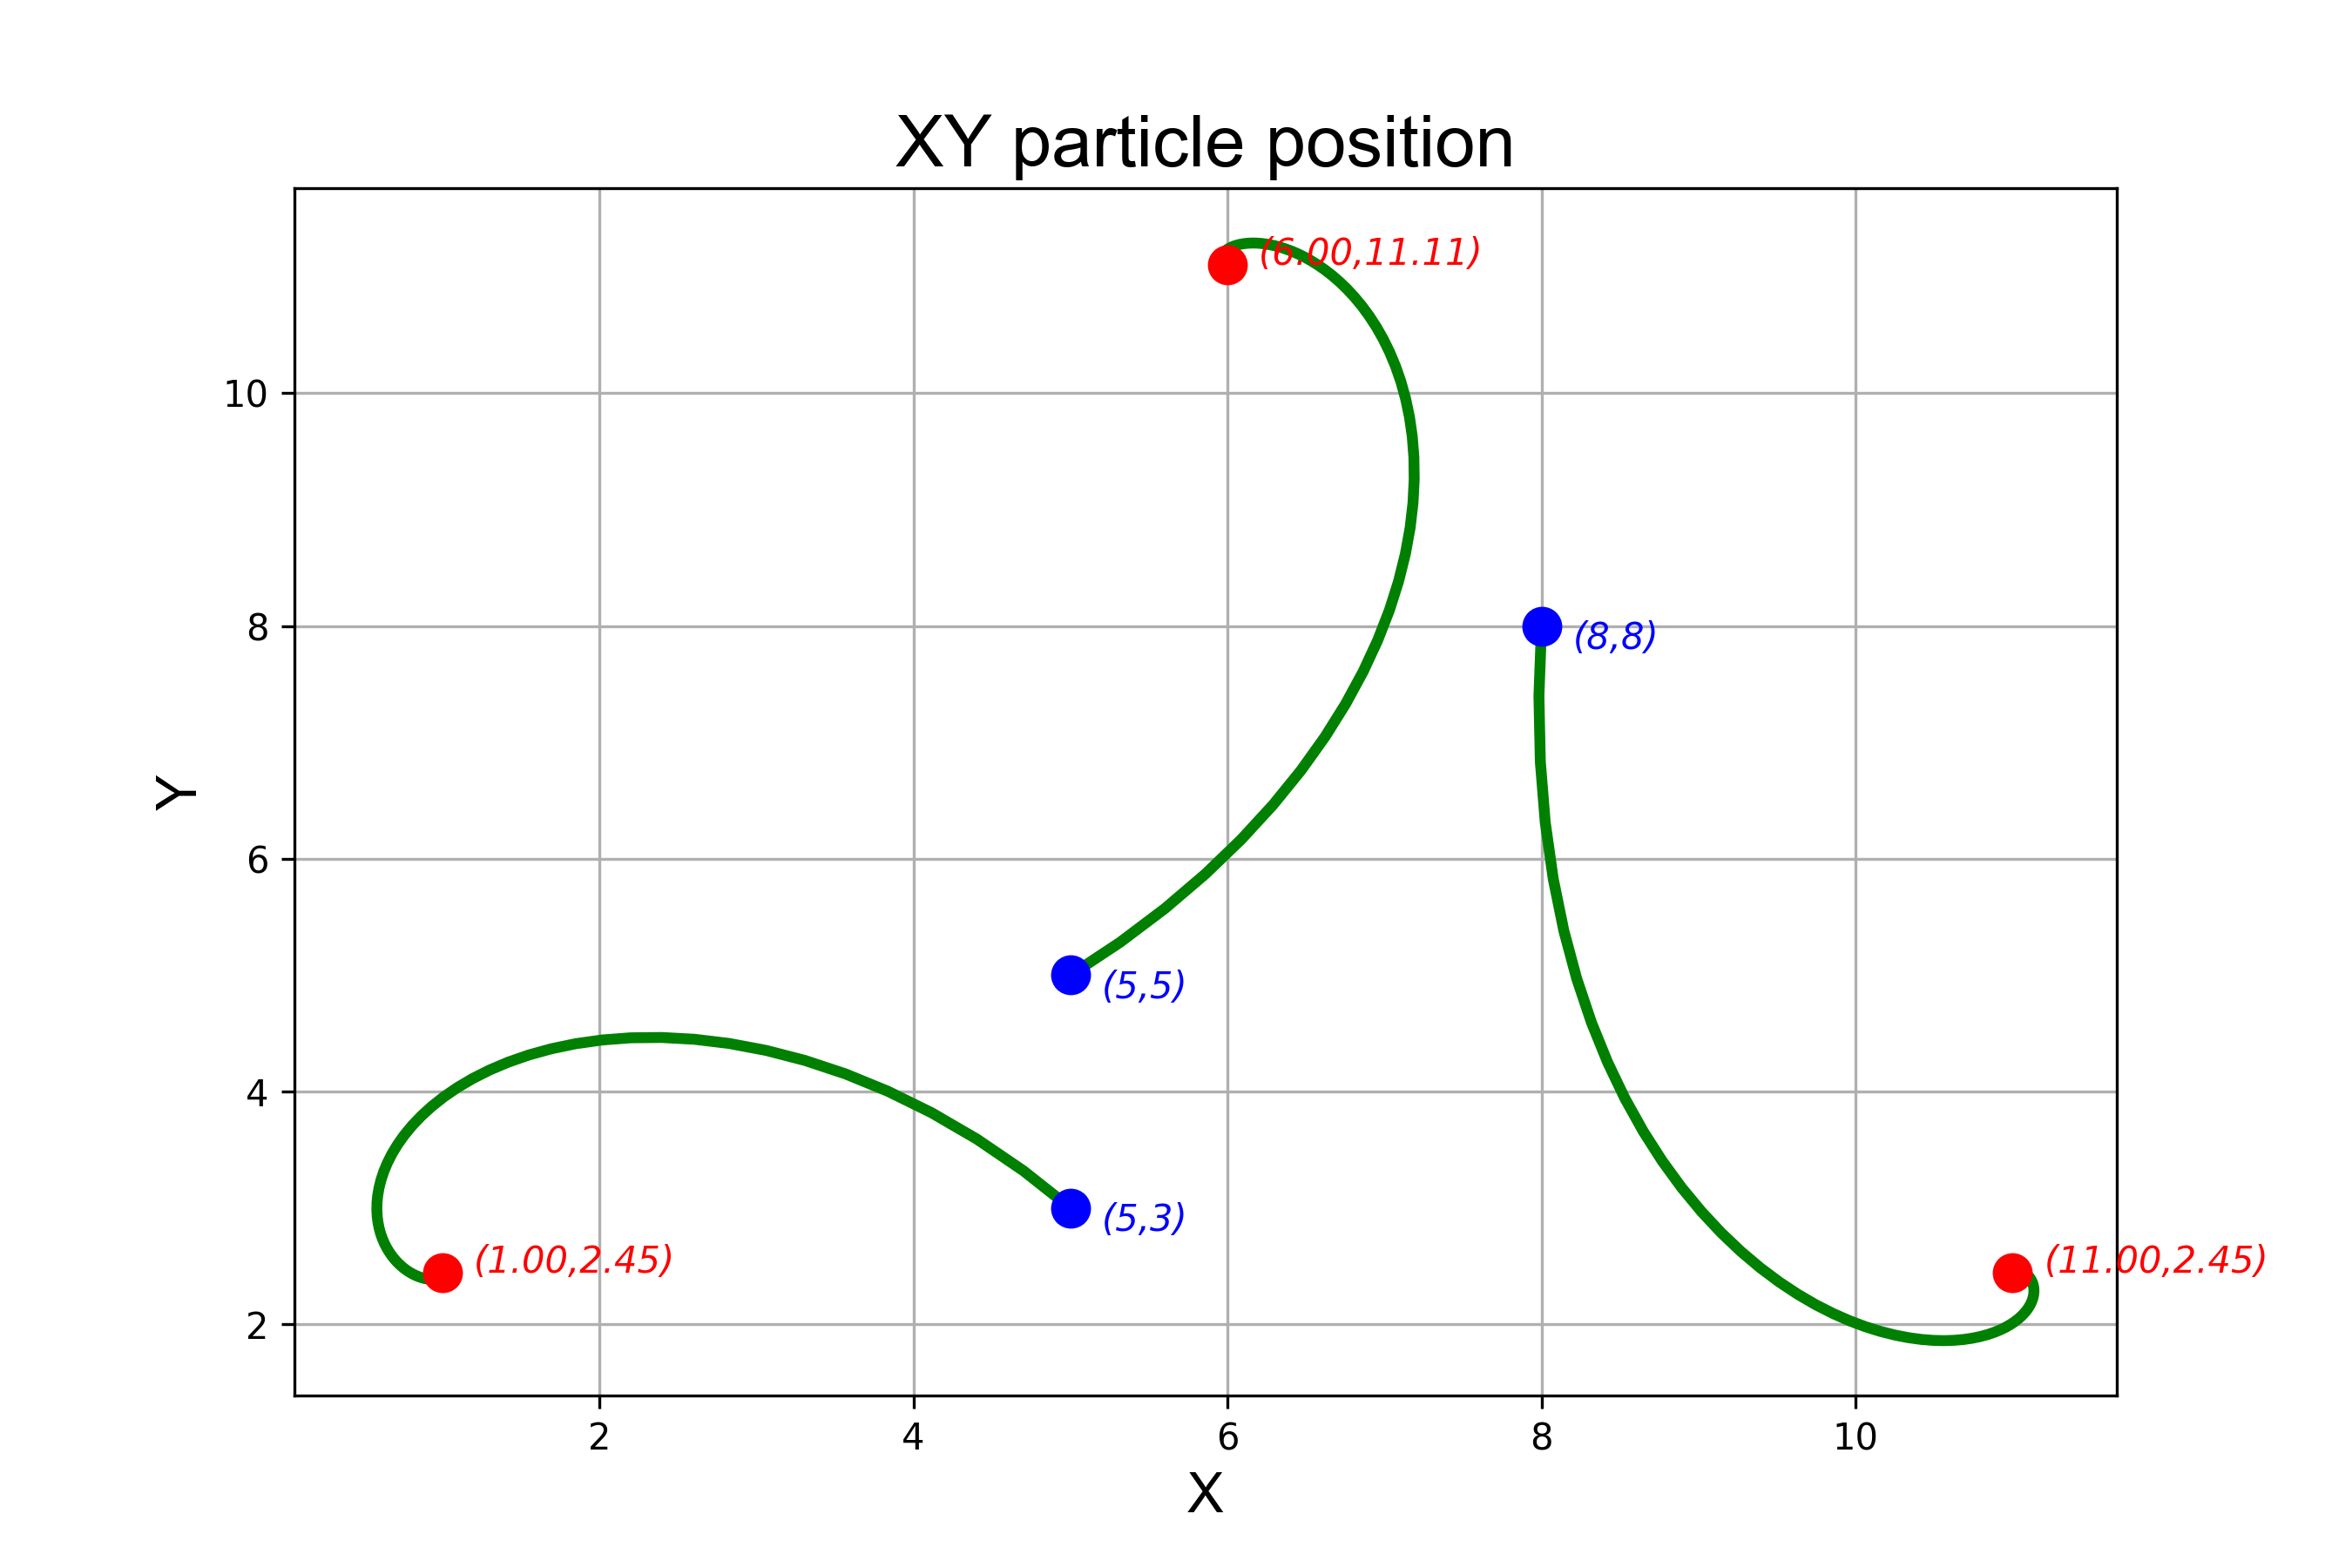 XY particle position
(6.00,11.11)
10
8
(8,8)
Y
6
(5,5)
4
(5,3)
(1.00,2.45)
(11.00,2.45)
2
2 4 6 8 10
X